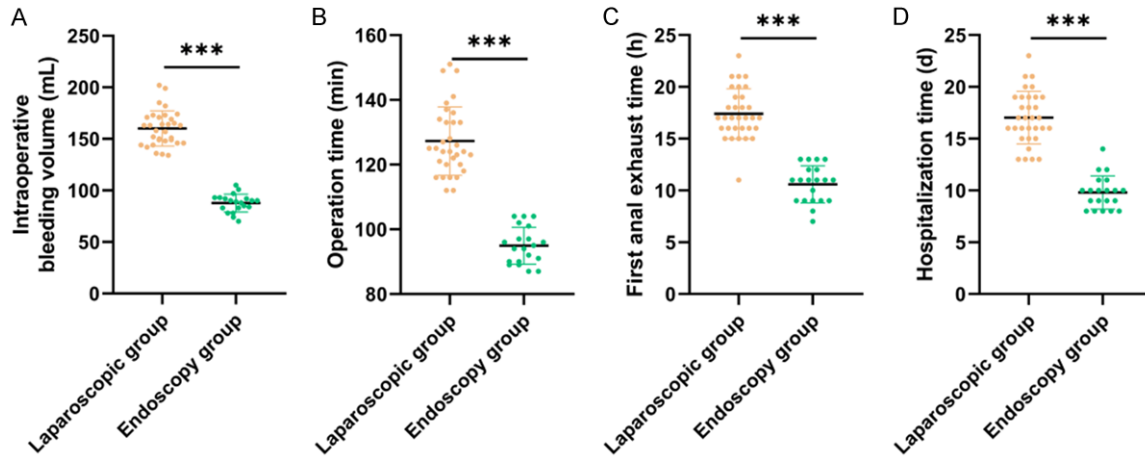 A
Intraoperative
bleeding volume (mL)
250
200
150
100
50
0
***
Laparoscopic group
Endoscopy group
B
Operation time (min)
160
140
120
100
80
***
Laparoscopic group
Endoscopy group
C
First anal exhaust time (h)
25
20
15
10
5
0
***
Laparoscopic group
Endoscopy group
D
Hospitalization time (d)
25
20
15
10
5
0
***
Laparoscopic group
Endoscopy group